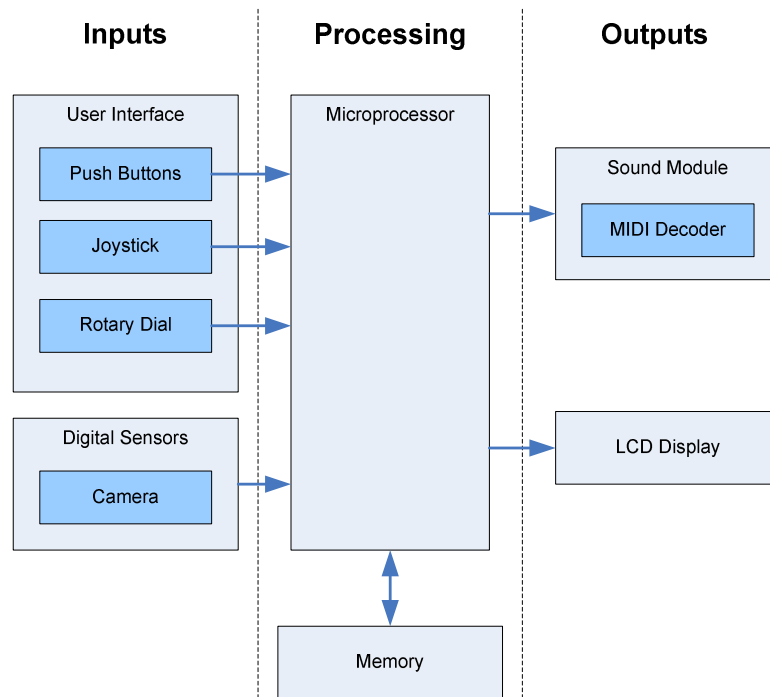 Inputs
Processing
Outputs
User Interface
Push Buttons
Joystick
Rotary Dial
Digital Sensors
Camera
Microprocessor
Memory
Sound Module
MIDI Decoder
LCD Display